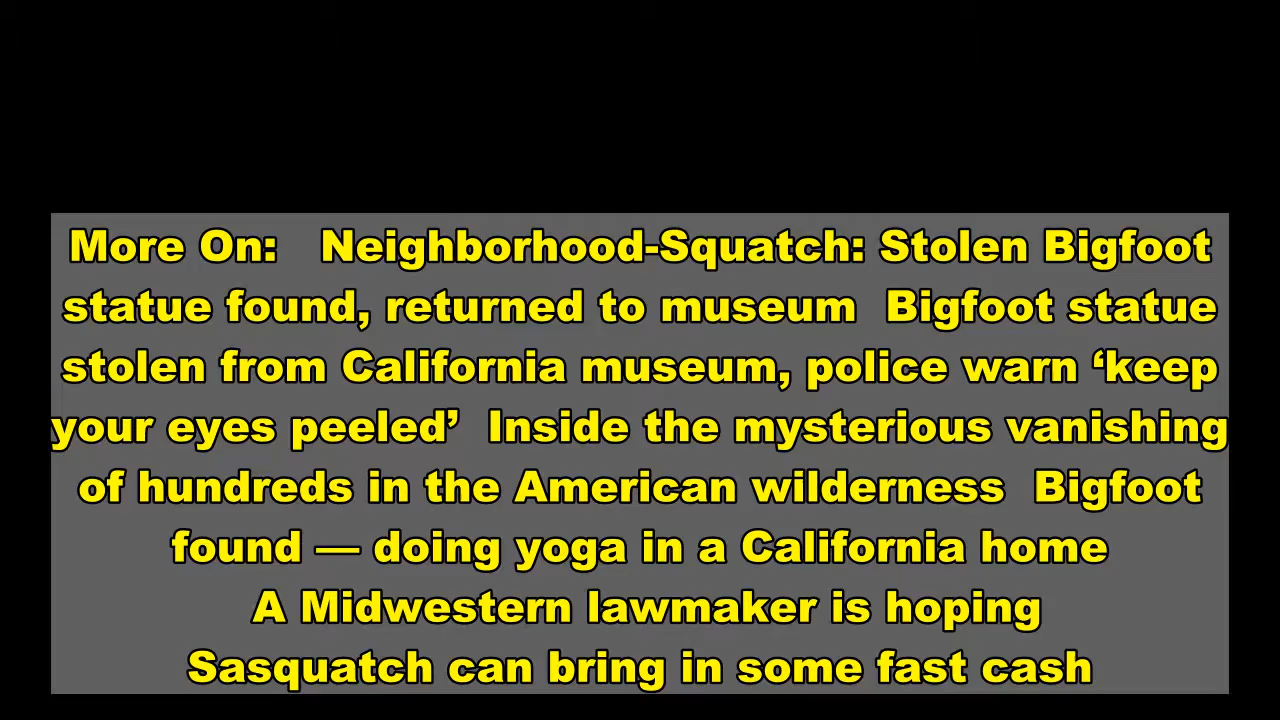 More On: Neighborhood-Squatch: Stolen Bigfoot
statue found, returned to museum Bigfoot statue
stolen from California museum, police warn ‘keep
your eyes peeled’ Inside the mysterious vanishing
of hundreds in the American wilderness Bigfoot
found — doing yoga in a California home
A Midwestern lawmaker is hoping
Sasquatch can bring in some fast cash